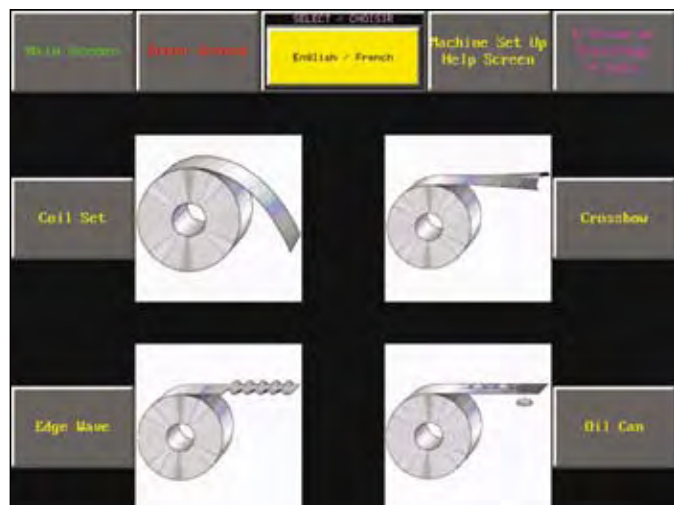 Main Screen
Error Screen
SELECT / CHOISIR
English / French
Machine Set Up
Help Screen
Coil Set
Crossbow
Edge Wave
Oil Can